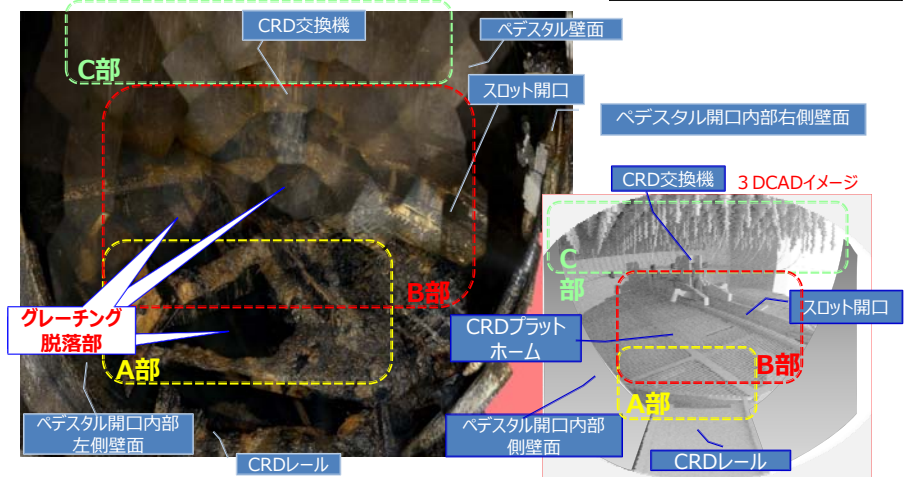 CRD交換機
ペデスタル壁面
C部
スロット開口
ペデスタル開口内部右側壁面
CRD交換機
３DCADイメージ
C
部
B部
グレーチング
脱落部
CRDプラット
ホーム
スロット開口
A部
B部
A部
ペデスタル開口内部
左側壁面
ペデスタル開口内部
側壁面
CRDレール
CRDレール